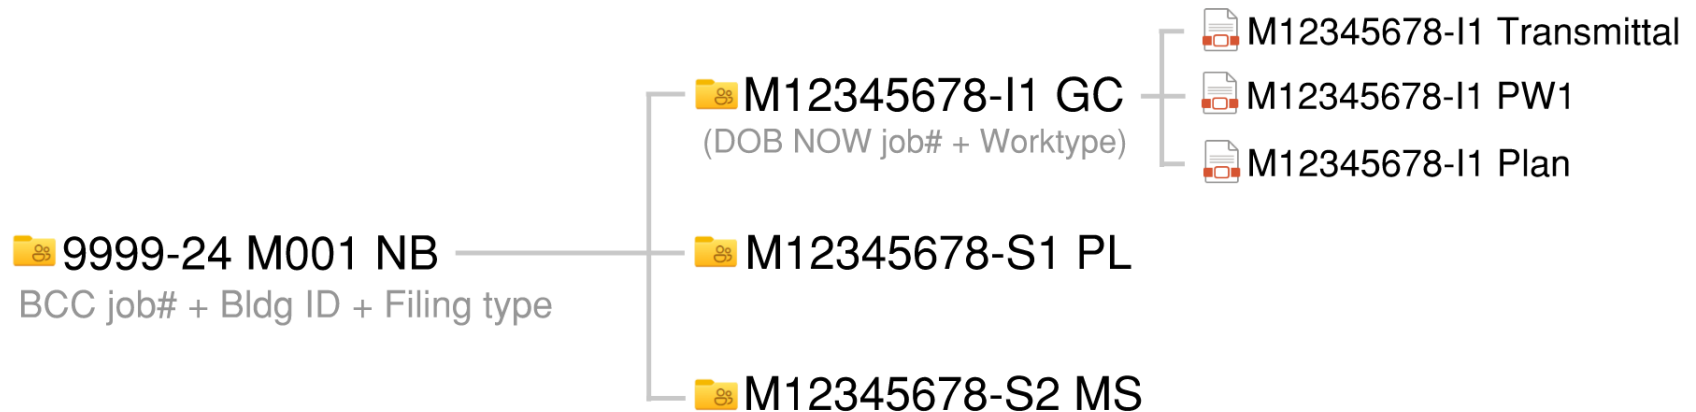 9999-24 M001 NB
BCC job# + Bldg ID + Filing type
M12345678-I1 GC
(DOB NOW job# + Worktype)
M12345678-S1 PL
M12345678-S2 MS
M12345678-I1 Transmittal
M12345678-I1 PW1
M12345678-I1 Plan